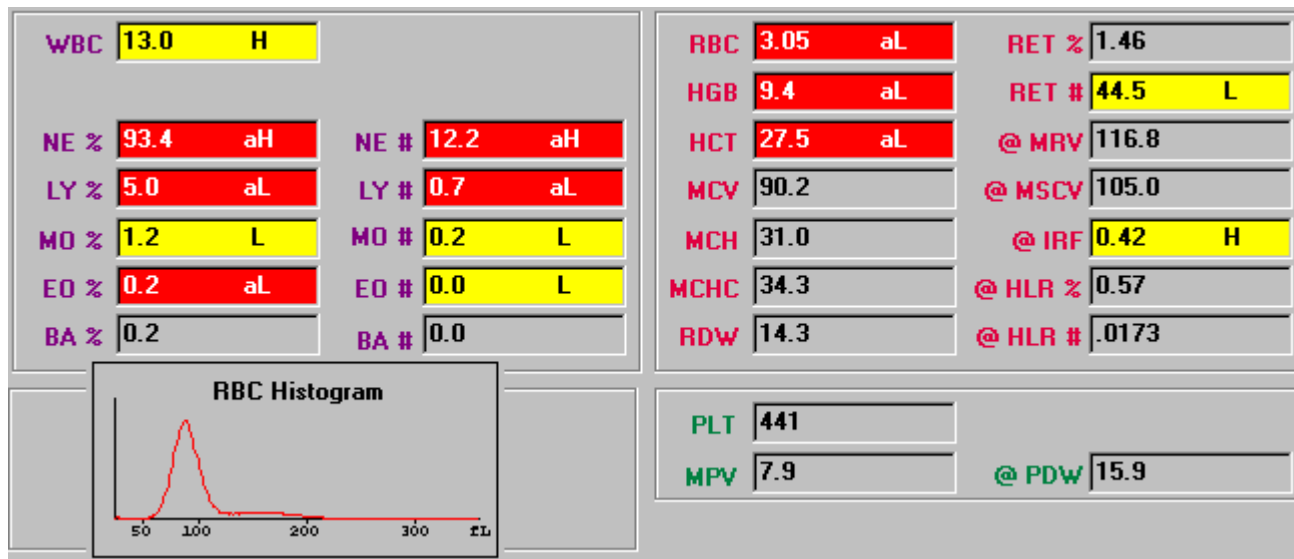 WBC 13.0 H
NE % 93.4 aH NE # 12.2 aH
LY % 5.0 aL LY # 0.7 aL
MO % 1.2 L MO # 0.2 L
EO % 0.2 aL EO # 0.0 L
BA % 0.2 BA # 0.0
RBC Histogram
50 100 200 300 fL
RBC 3.05 aL RET % 1.46
HGB 9.4 aL RET # 44.5 L
HCT 27.5 aL @ MRV 116.8
MCV 90.2 @ MSCV 105.0
MCH 31.0 @ IRF 0.42 H
MCHC 34.3 @ HLR % 0.57
RDW 14.3 @ HLR # .0173
PLT 441
MPV 7.9 @ PDW 15.9